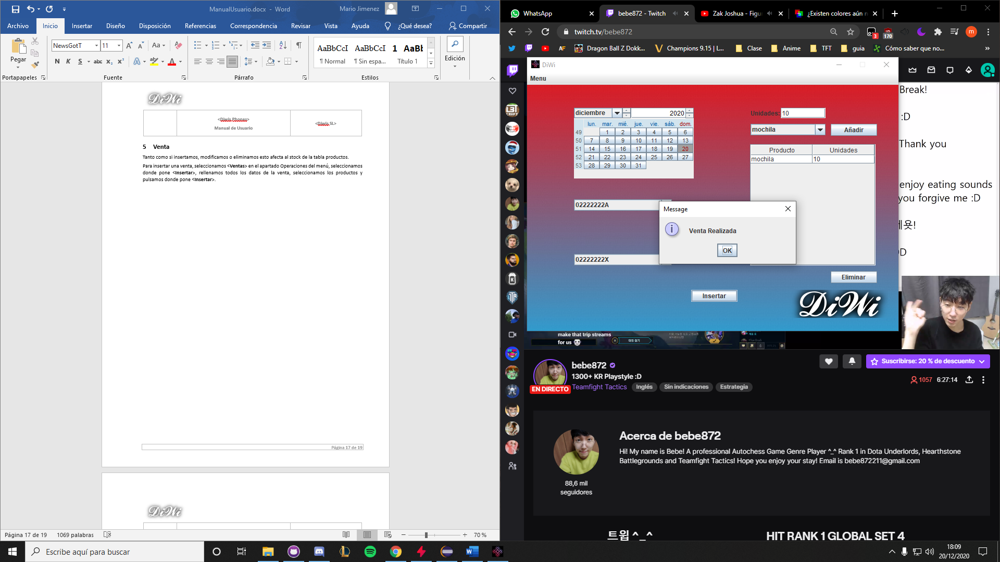 ManualUsuario.docx - Word
Mario Jimenez
Archivo Inicio Insertar Diseño Disposición Referencias Correspondencia Revisar Vista Ayuda ¿Qué desea? Compartir
Pegar
NewsGotT 11
Aa
N K S abc x₂ x²
AaBbCcI AaBbCcI 1 AaBb
¶ Normal ¶ Sin espa... Título 1
Edición
Portapapeles Fuente Párrafo Estilos
DiWi
<Diwis Phones>
Manual de Usuario
<Diwis SL>
5 Venta
Tanto como si insertamos, modificamos o eliminamos esto afecta al stock de la tabla productos.
Para insertar una venta, seleccionamos <Ventas> en el apartado Operaciones del menú, seleccionamos
donde pone <Insertar>, rellenamos todos los datos de la venta, seleccionamos los productos y
pulsamos donde pone <Insertar>.
Página 17 de 19
DiWi
Página 17 de 19 1069 palabras
70 %
WhatsApp
bebe872 - Twitch
Zak Joshua - Figu
¿Existen colores aún n
twitch.tv/bebe872
3
170
m
AF
Dragon Ball Z Dokk...
Champions 9.15 | L...
Clase
Anime
TFT
guia
Cómo saber que no...
»
DiWi
Menu
diciembre 2020
lun. mar. mié. jue. vie. sáb. dom.
49 1 2 3 4 5 6
50 7 8 9 10 11 12 13
51 14 15 16 17 18 19 20
52 21 22 23 24 25 26 27
53 28 29 30 31
Unidades: 10
mochila Añadir
Producto Unidades
mochila 10
02222222A
02222222X
Message
Venta Realizada
OK
Eliminar
Insertar
DiWi
Break!
:D
Thank you
enjoy eating sounds
you forgive me :D
make that trip streams
for us
대전 찾기
bebe872
1300+ KR Playstyle :D
EN DIRECTO
Teamfight Tactics Inglés Sin indicaciones Estrategia
Suscribirse: 20 % de descuento
1057 6:27:14
Acerca de bebe872
Hi! My name is Bebe! A professional Autochess Game Genre Player ^_^ Rank 1 in Dota Underlords, Hearthstone
Battlegrounds and Teamfight Tactics! Hope you enjoy your stay! Email is bebe872211@gmail.com
88,6 mil
seguidores
트윕 ^_^
HIT RANK 1 GLOBAL SET 4
Escribe aquí para buscar
18:09
20/12/2020